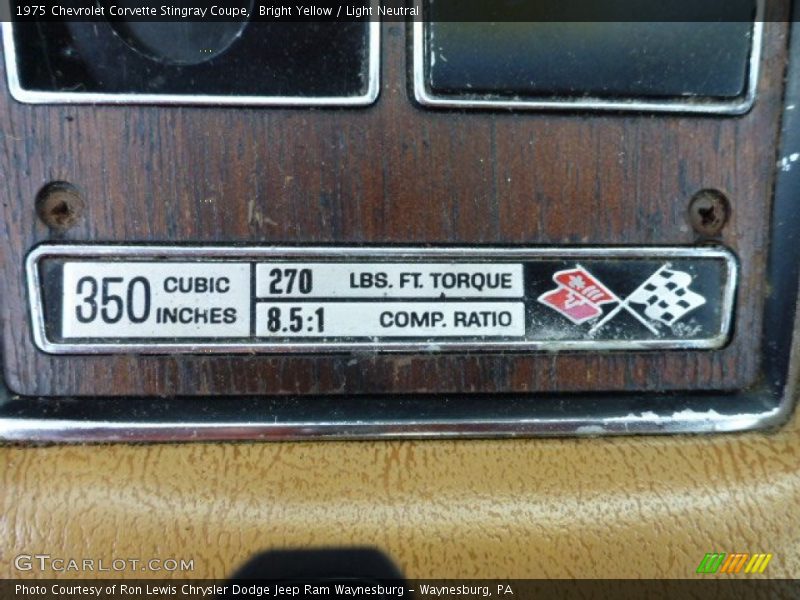 1975 Chevrolet Corvette Stingray Coupe,  Bright Yellow / Light Neutral
350 CUBIC INCHES
270 LBS. FT. TORQUE
8.5:1 COMP. RATIO
GTCARLOT.COM
Photo Courtesy of Ron Lewis Chrysler Dodge Jeep Ram Waynesburg – Waynesburg, PA